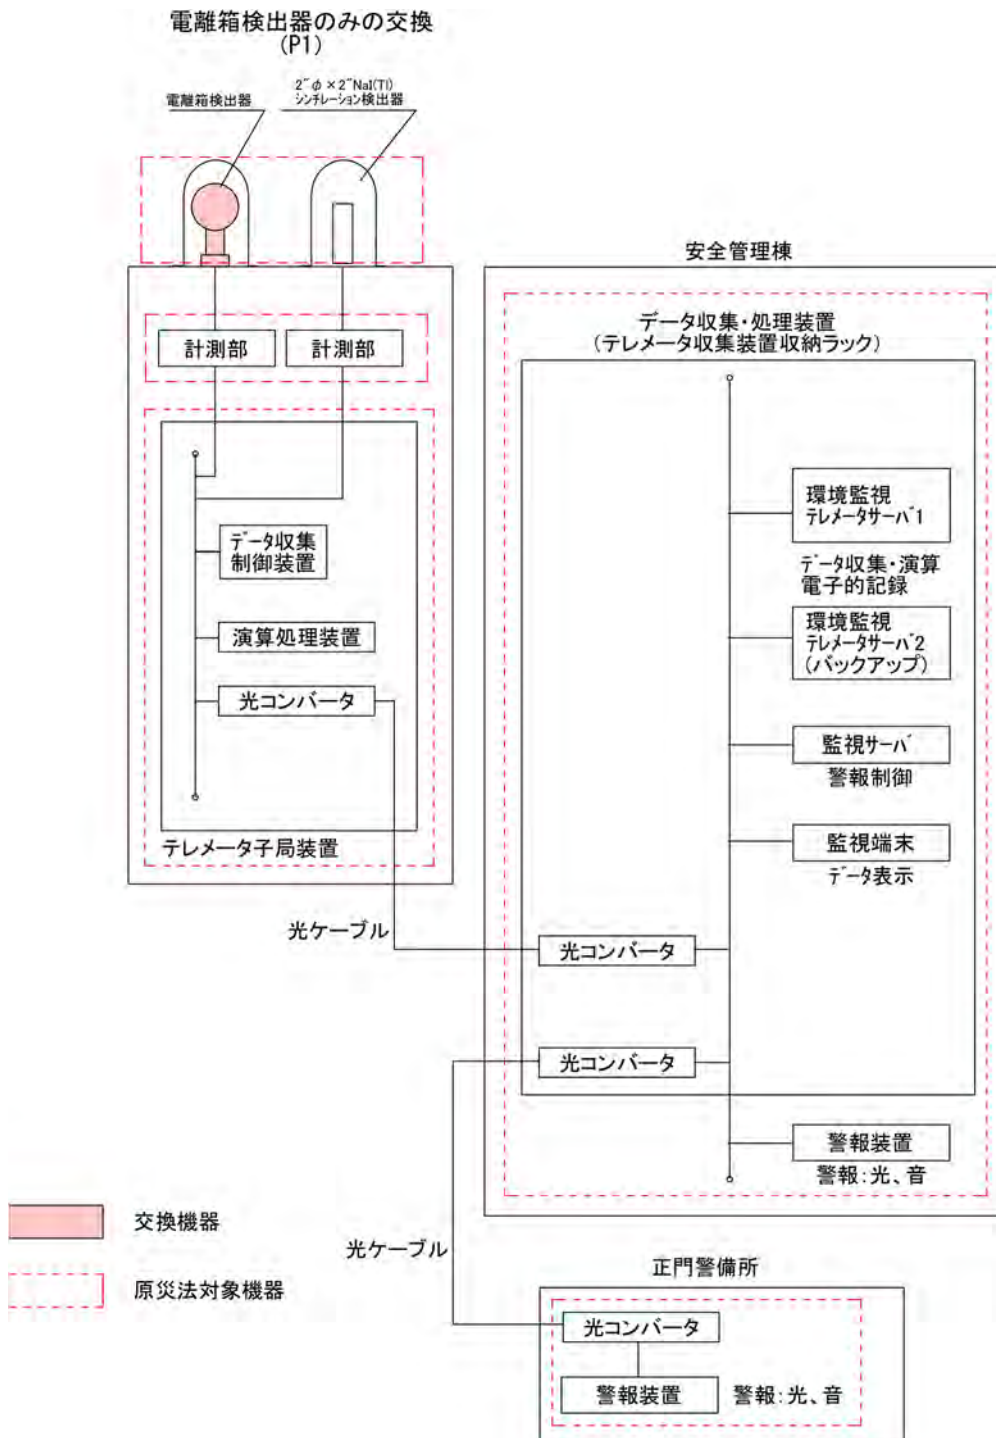 電離箱検出器のみの交換
(P1)
電離箱検出器
2″φ×2″NaI(Tl)
シンチレーション検出器
計測部
計測部
データ収集
制御装置
演算処理装置
光コンバータ
テレメータ子局装置
光ケーブル
安全管理棟
データ収集・処理装置
(テレメータ収集装置収納ラック)
環境監視
テレメータサーバ1
データ収集・演算
電子的記録
環境監視
テレメータサーバ2
(バックアップ)
監視サーバ
警報制御
監視端末
データ表示
光コンバータ
光コンバータ
警報装置
警報:光、音
交換機器
原災法対象機器
光ケーブル
正門警備所
光コンバータ
警報装置
警報:光、音